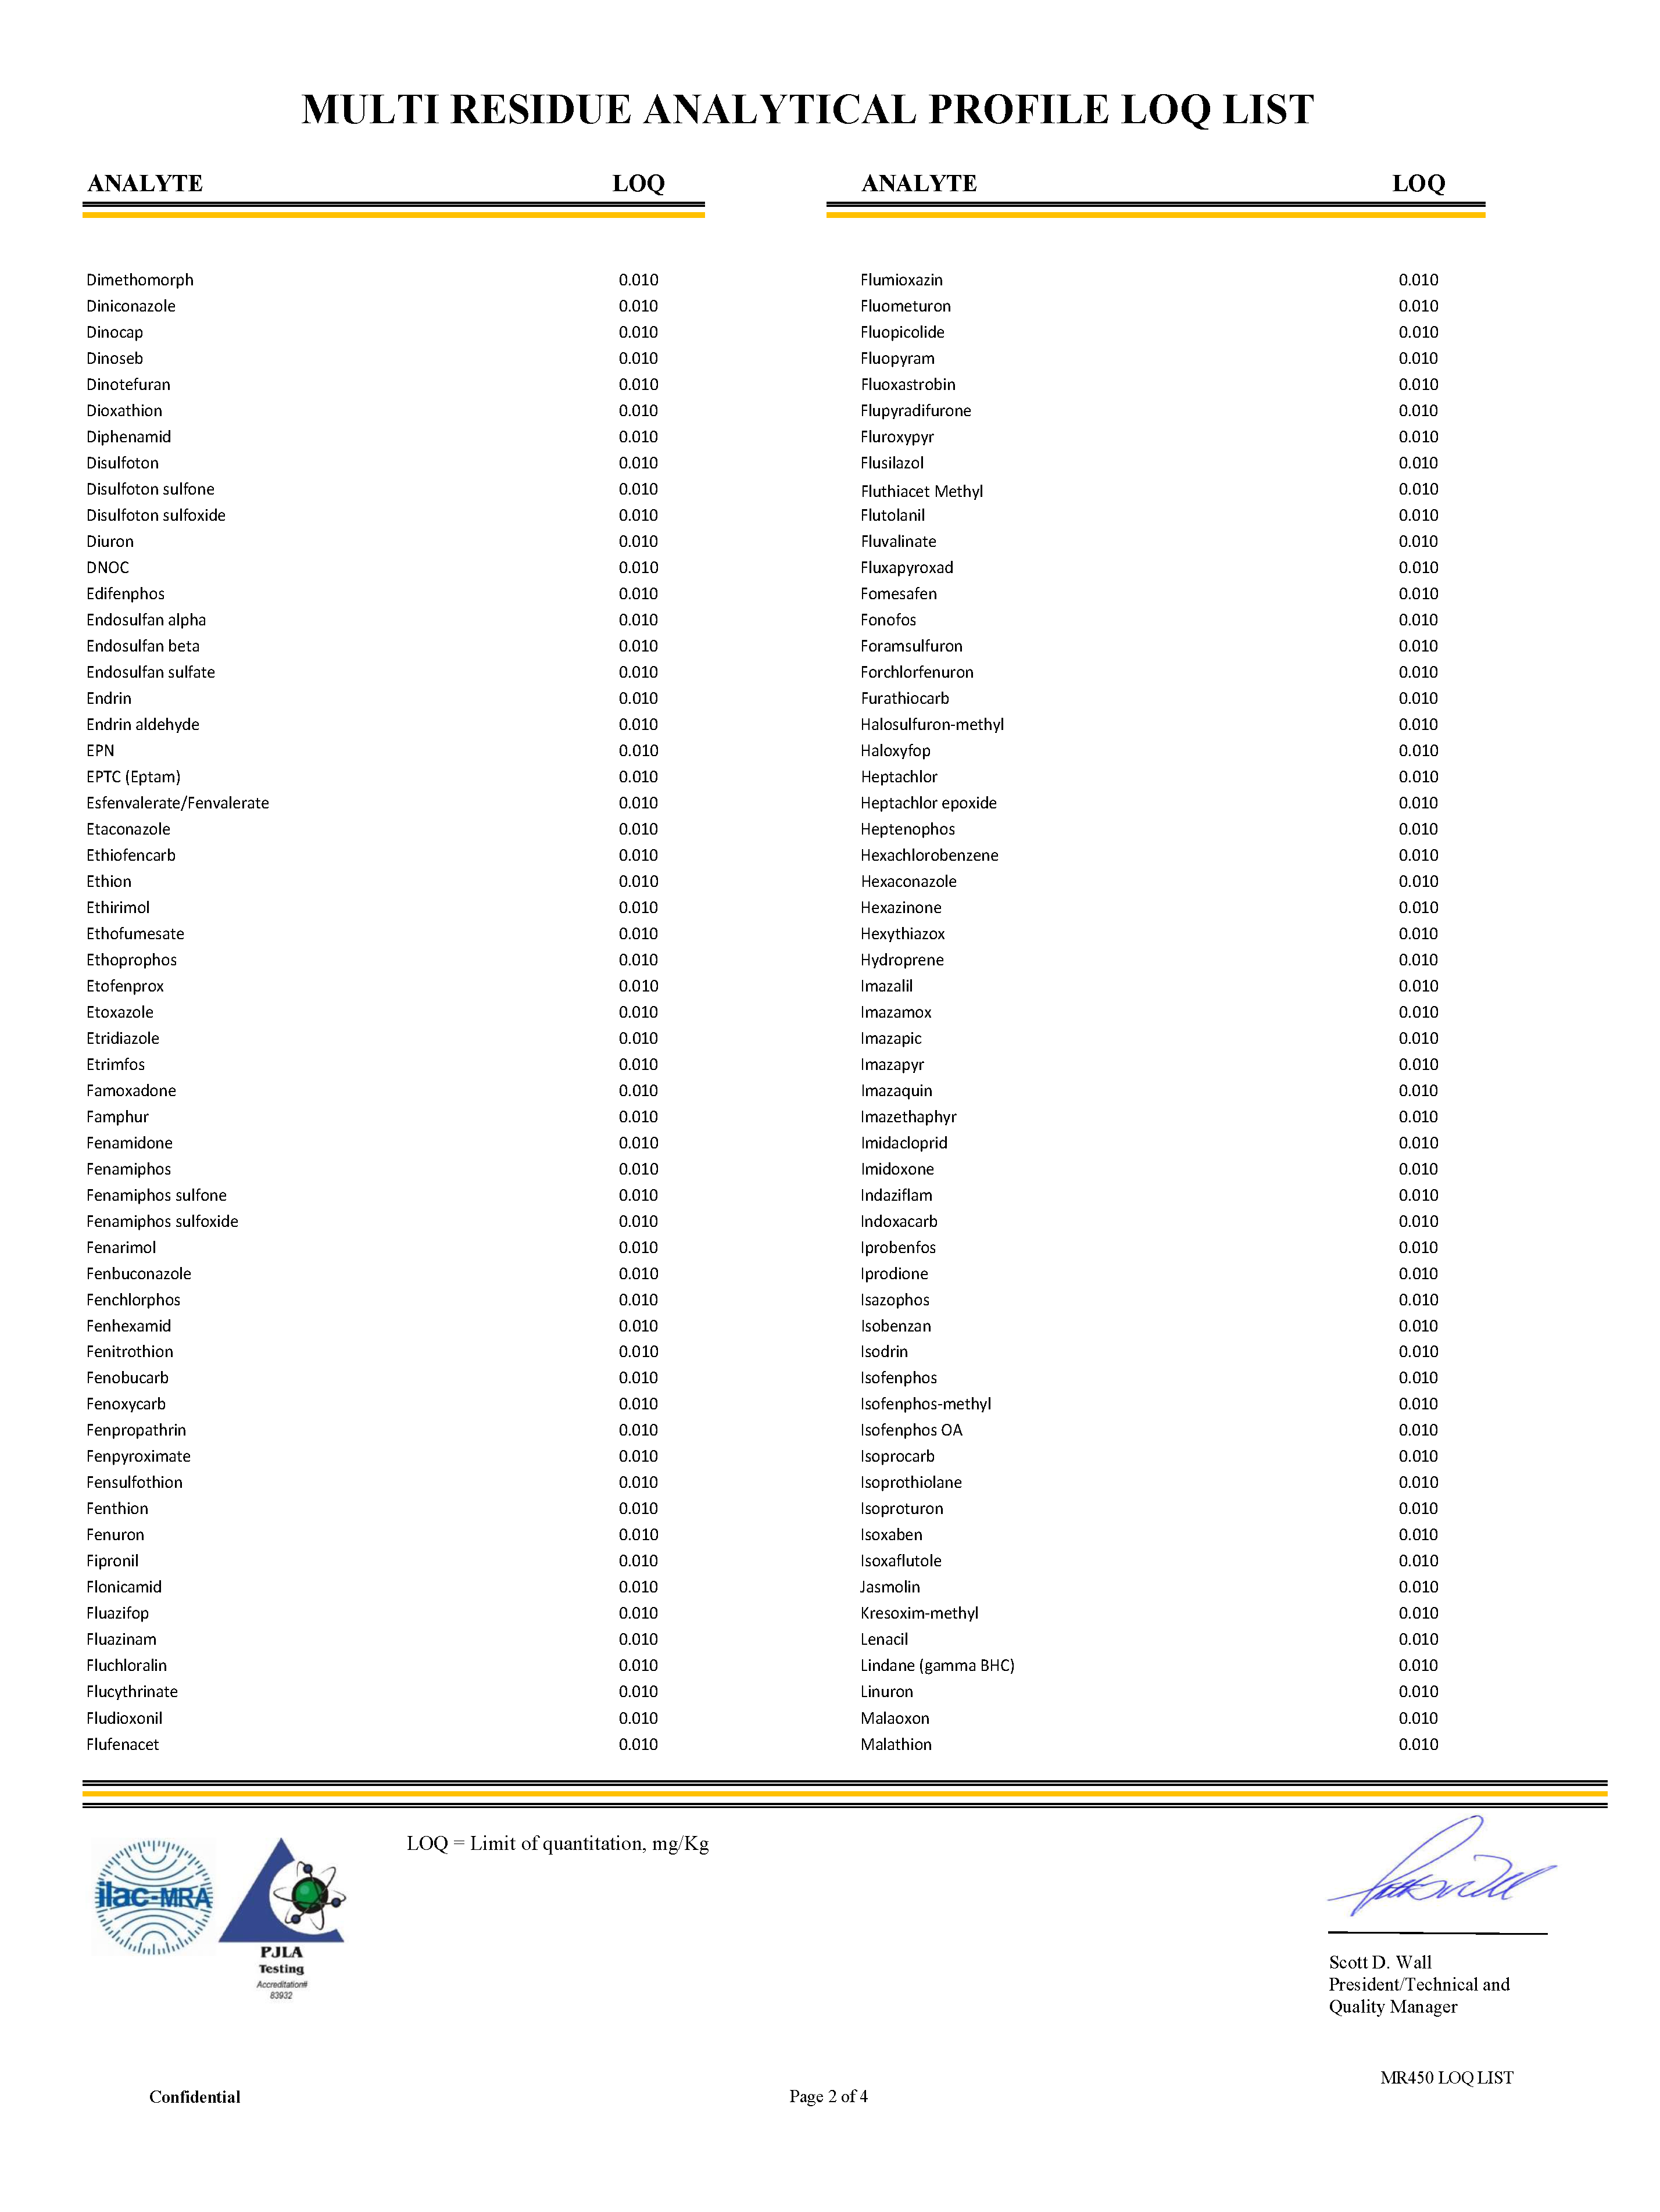 MULTI RESIDUE ANALYTICAL PROFILE LOQ LIST
ANALYTE LOQ ANALYTE LOQ
Dimethomorph 0.010 Flumioxazin 0.010
Diniconazole 0.010 Fluometuron 0.010
Dinocap 0.010 Fluopicolide 0.010
Dinoseb 0.010 Fluopyram 0.010
Dinotefuran 0.010 Fluoxastrobin 0.010
Dioxathion 0.010 Flupyradifurone 0.010
Diphenamid 0.010 Fluroxypyr 0.010
Disulfoton 0.010 Flusilazol 0.010
Disulfoton sulfone 0.010 Fluthiacet Methyl 0.010
Disulfoton sulfoxide 0.010 Flutolanil 0.010
Diuron 0.010 Fluvalinate 0.010
DNOC 0.010 Fluxapyroxad 0.010
Edifenphos 0.010 Fomesafen 0.010
Endosulfan alpha 0.010 Fonofos 0.010
Endosulfan beta 0.010 Foramsulfuron 0.010
Endosulfan sulfate 0.010 Forchlorfenuron 0.010
Endrin 0.010 Furathiocarb 0.010
Endrin aldehyde 0.010 Halosulfuron-methyl 0.010
EPN 0.010 Haloxyfop 0.010
EPTC (Eptam) 0.010 Heptachlor 0.010
Esfenvalerate/Fenvalerate 0.010 Heptachlor epoxide 0.010
Etaconazole 0.010 Heptenophos 0.010
Ethiofencarb 0.010 Hexachlorobenzene 0.010
Ethion 0.010 Hexaconazole 0.010
Ethirimol 0.010 Hexazinone 0.010
Ethofumesate 0.010 Hexythiazox 0.010
Ethoprophos 0.010 Hydroprene 0.010
Etofenprox 0.010 Imazalil 0.010
Etoxazole 0.010 Imazamox 0.010
Etridiazole 0.010 Imazapic 0.010
Etrimfos 0.010 Imazapyr 0.010
Famoxadone 0.010 Imazaquin 0.010
Famphur 0.010 Imazethaphyr 0.010
Fenamidone 0.010 Imidacloprid 0.010
Fenamiphos 0.010 Imidoxone 0.010
Fenamiphos sulfone 0.010 Indaziflam 0.010
Fenamiphos sulfoxide 0.010 Indoxacarb 0.010
Fenarimol 0.010 Iprobenfos 0.010
Fenbuconazole 0.010 Iprodione 0.010
Fenchlorphos 0.010 Isazophos 0.010
Fenhexamid 0.010 Isobenzan 0.010
Fenitrothion 0.010 Isodrin 0.010
Fenobucarb 0.010 Isofenphos 0.010
Fenoxycarb 0.010 Isofenphos-methyl 0.010
Fenpropathrin 0.010 Isofenphos OA 0.010
Fenpyroximate 0.010 Isoprocarb 0.010
Fensulfothion 0.010 Isoprothiolane 0.010
Fenthion 0.010 Isoproturon 0.010
Fenuron 0.010 Isoxaben 0.010
Fipronil 0.010 Isoxaflutole 0.010
Flonicamid 0.010 Jasmolin 0.010
Fluazifop 0.010 Kresoxim-methyl 0.010
Fluazinam 0.010 Lenacil 0.010
Fluchloralin 0.010 Lindane (gamma BHC) 0.010
Flucythrinate 0.010 Linuron 0.010
Fludioxonil 0.010 Malaoxon 0.010
Flufenacet 0.010 Malathion 0.010
LOQ = Limit of quantitation, mg/Kg
ilac-MRA
PJLA
Testing
Accreditation#
83932
Scott D. Wall
President/Technical and
Quality Manager
MR450 LOQ LIST
Confidential Page 2 of 4